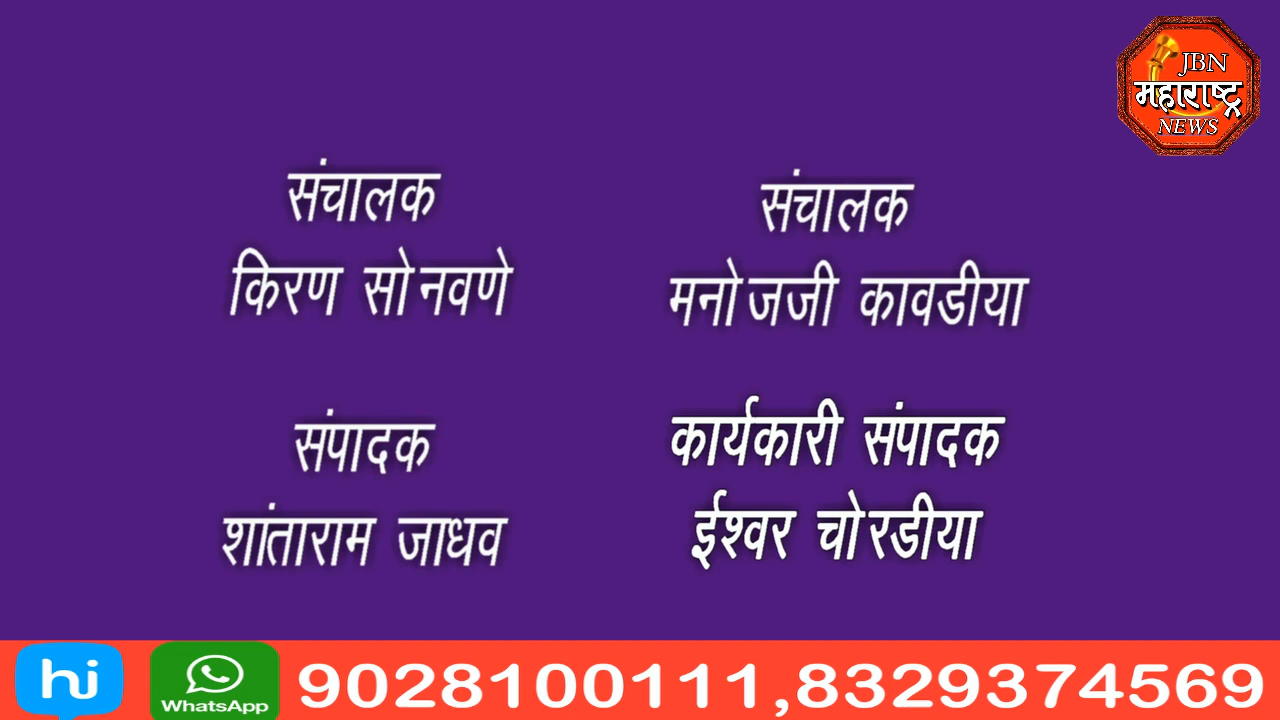 JBN
महाराष्ट्र
NEWS
संचालक
किरण सोनवणे
संचालक
मनोजजी कावडीया
संपादक
शांताराम जाधव
कार्यकारी संपादक
ईश्वर चोरडीया
hi
WhatsApp
9028100111,8329374569